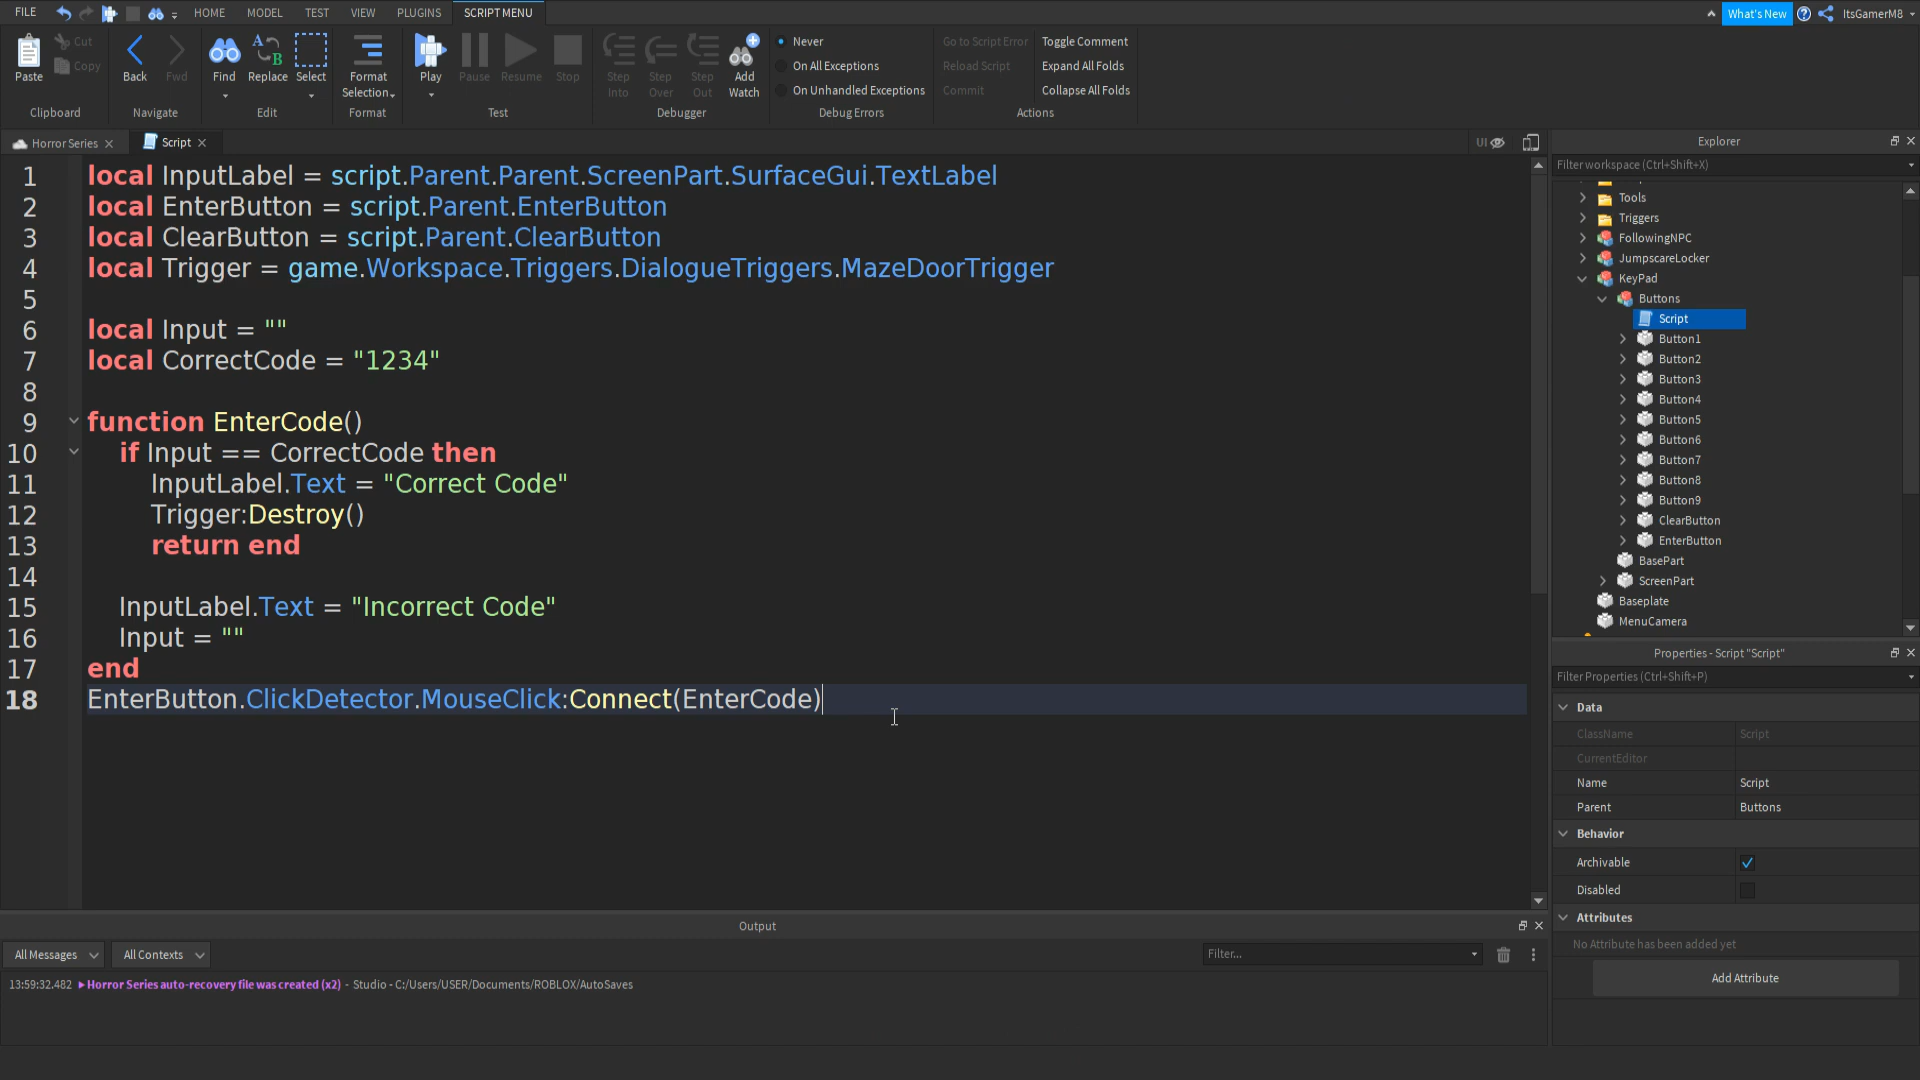 FILE HOME MODEL TEST VIEW PLUGINS SCRIPT MENU What's New ItsGamerM8
Paste Cut Copy
Clipboard
Back Fwd
Navigate
Find Replace Select
Edit
Format Selection
Format
Play Pause Resume Stop
Test
Step Into Step Over Step Out Add Watch
Debugger
Never
On All Exceptions
On Unhandled Exceptions
Debug Errors
Go to Script Error Toggle Comment
Reload Script Expand All Folds
Commit Collapse All Folds
Actions
Horror Series Script UI
1 local InputLabel = script.Parent.Parent.ScreenPart.SurfaceGui.TextLabel
2 local EnterButton = script.Parent.EnterButton
3 local ClearButton = script.Parent.ClearButton
4 local Trigger = game.Workspace.Triggers.DialogueTriggers.MazeDoorTrigger
5
6 local Input = ""
7 local CorrectCode = "1234"
8
9 function EnterCode()
10 if Input == CorrectCode then
11 InputLabel.Text = "Correct Code"
12 Trigger:Destroy()
13 return end
14
15 InputLabel.Text = "Incorrect Code"
16 Input = ""
17 end
18 EnterButton.ClickDetector.MouseClick:Connect(EnterCode)
Explorer
Filter workspace (Ctrl+Shift+X)
Tools
Triggers
FollowingNPC
JumpscareLocker
KeyPad
Buttons
Script
Button1
Button2
Button3
Button4
Button5
Button6
Button7
Button8
Button9
ClearButton
EnterButton
BasePart
ScreenPart
Baseplate
MenuCamera
Properties - Script "Script"
Filter Properties (Ctrl+Shift+P)
Data
ClassName Script
CurrentEditor
Name Script
Parent Buttons
Behavior
Archivable
Disabled
Attributes
No Attribute has been added yet
Add Attribute
Output
All Messages All Contexts Filter...
13:59:32.482 Horror Series auto-recovery file was created (x2) - Studio - C:/Users/USER/Documents/ROBLOX/AutoSaves